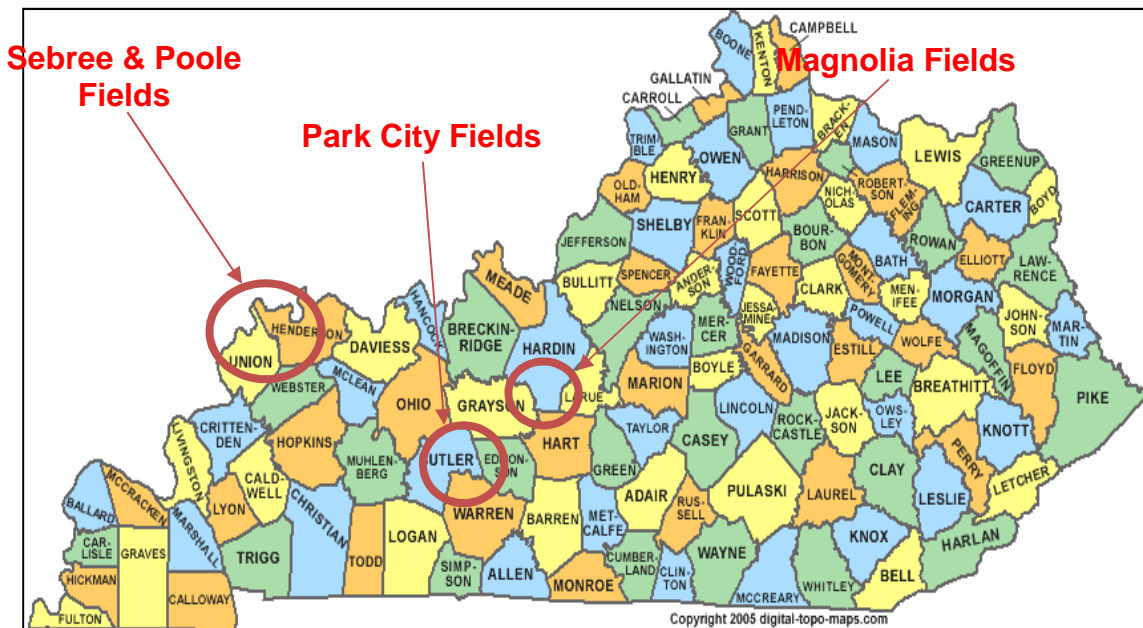 Sebree & Poole
Fields
Park City Fields
Magnolia Fields
CAMPBELL
BOONE
KENTON
GALLATIN
CARROLL
GRANT
PEND-
LETON
BRACK-
EN
MASON
LEWIS
GREENUP
TRIM-
BLE
OWEN
HARRISON
ROBERT-
SON
FLEM-
ING
CARTER
BOYD
OLD-
HAM
HENRY
NICH-
OLAS
SHELBY
FRAN-
KLIN
SCOTT
BOUR-
BON
ROWAN
JEFFERSON
WOOD-
FORD
BATH
ELLIOTT
LAW-
RENCE
SPENCER
ANDER-
SON
FAYETTE
MONT-
GOMERY
MEN-
IFEE
MORGAN
MEADE
BULLITT
CLARK
JOHN-
SON
MAR-
TIN
HANCOCK
NELSON
JESSA-
MINE
POWELL
BRECKIN-
RIDGE
HARDIN
WASH-
INGTON
MER-
CER
MADISON
ESTILL
WOLFE
MAGOFFIN
FLOYD
HENDERSON
DAVIESS
UNION
BOYLE
GARRARD
LEE
BREATHITT
PIKE
WEBSTER
MCLEAN
OHIO
GRAYSON
LARUE
MARION
LINCOLN
ROCK-
CASTLE
JACK-
SON
OWS-
LEY
KNOTT
CRITTEN-
DEN
HOPKINS
HART
TAYLOR
CASEY
PERRY
LIVINGSTON
MUHLEN-
BERG
BUTLER
EDMON-
SON
GREEN
CLAY
LETCHER
CALD-
WELL
ADAIR
PULASKI
LAUREL
LESLIE
MCCRACKEN
BALLARD
LYON
CHRISTIAN
WARREN
BARREN
MET-
CALFE
RUS-
SELL
MARSHALL
TODD
LOGAN
KNOX
HARLAN
CAR-
LISLE
GRAVES
TRIGG
SIMP-
SON
ALLEN
CUMBER-
LAND
WAYNE
BELL
HICKMAN
MONROE
CLIN-
TON
WHITLEY
CALLOWAY
MCCREARY
FULTON
Copyright 2005 digital-topo-maps.com